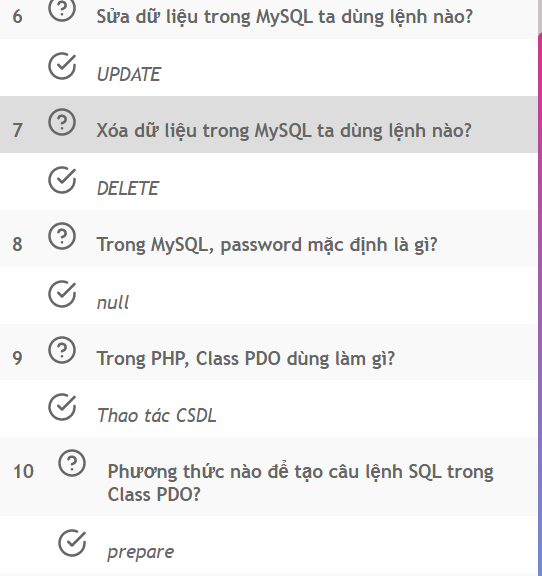 6 Sửa dữ liệu trong MySQL ta dùng lệnh nào?
UPDATE
7 Xóa dữ liệu trong MySQL ta dùng lệnh nào?
DELETE
8 Trong MySQL, password mặc định là gì?
null
9 Trong PHP, Class PDO dùng làm gì?
Thao tác CSDL
10 Phương thức nào để tạo câu lệnh SQL trong
Class PDO?
prepare